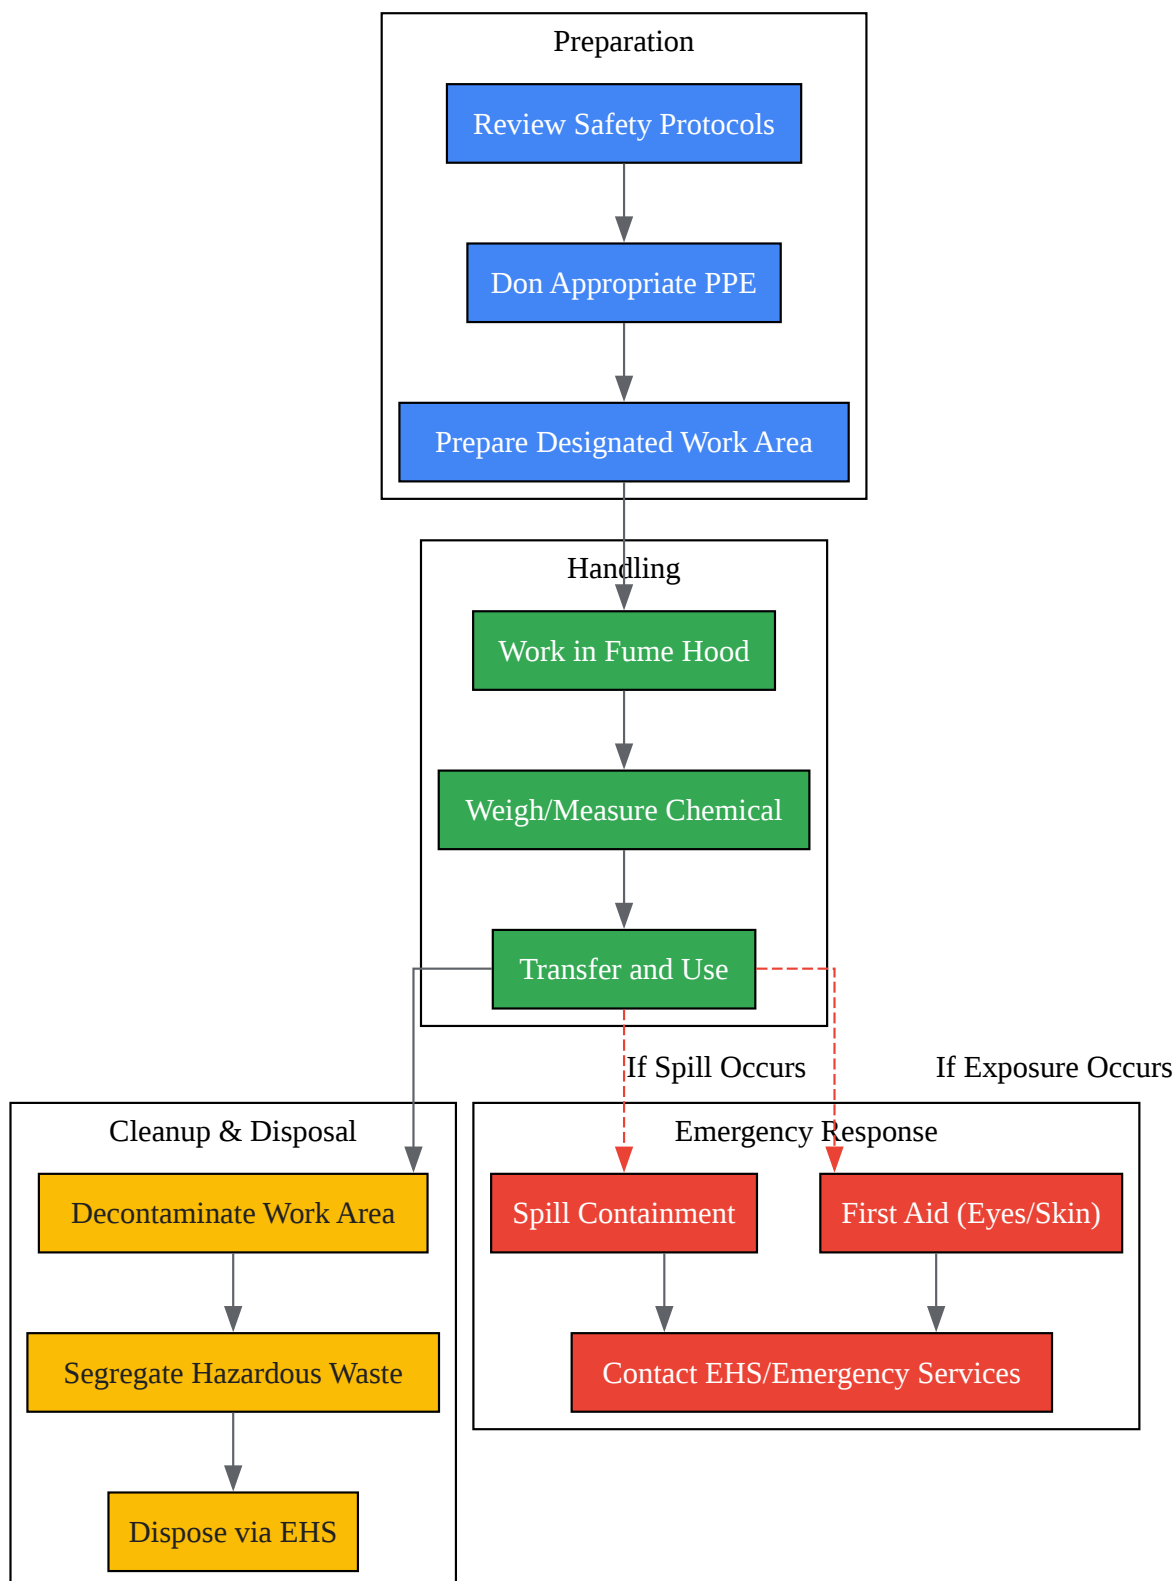 Preparation
Review Safety Protocols
Don Appropriate PPE
Prepare Designated Work Area
Handling
Work in Fume Hood
Weigh/Measure Chemical
Transfer and Use
If Spill Occurs
If Exposure Occurs
Cleanup & Disposal
Decontaminate Work Area
Segregate Hazardous Waste
Dispose via EHS
Emergency Response
Spill Containment
First Aid (Eyes/Skin)
Contact EHS/Emergency Services